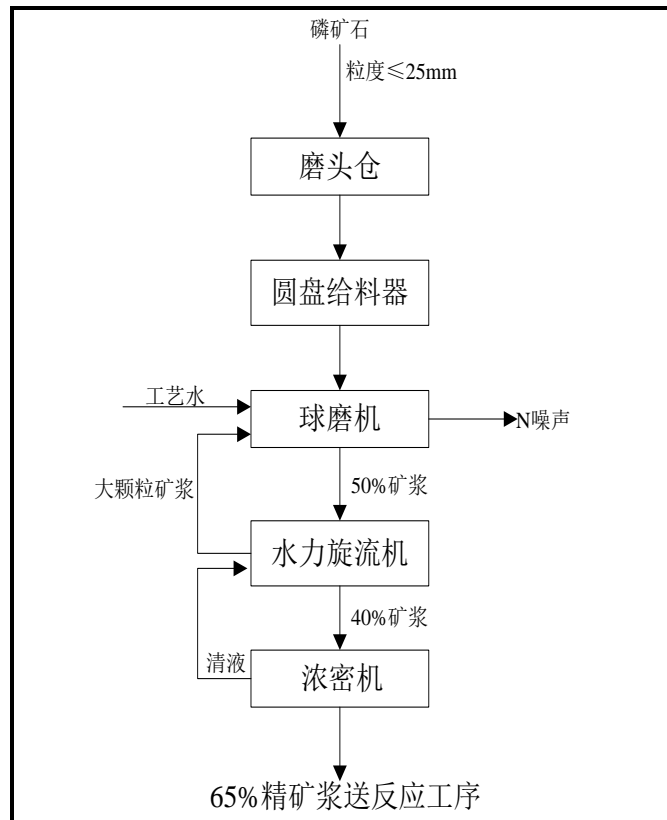 磷矿石
粒度≤25mm
磨头仓
圆盘给料器
工艺水
球磨机
N噪声
大颗粒矿浆
50%矿浆
水力旋流机
40%矿浆
清液
浓密机
65%精矿浆送反应工序